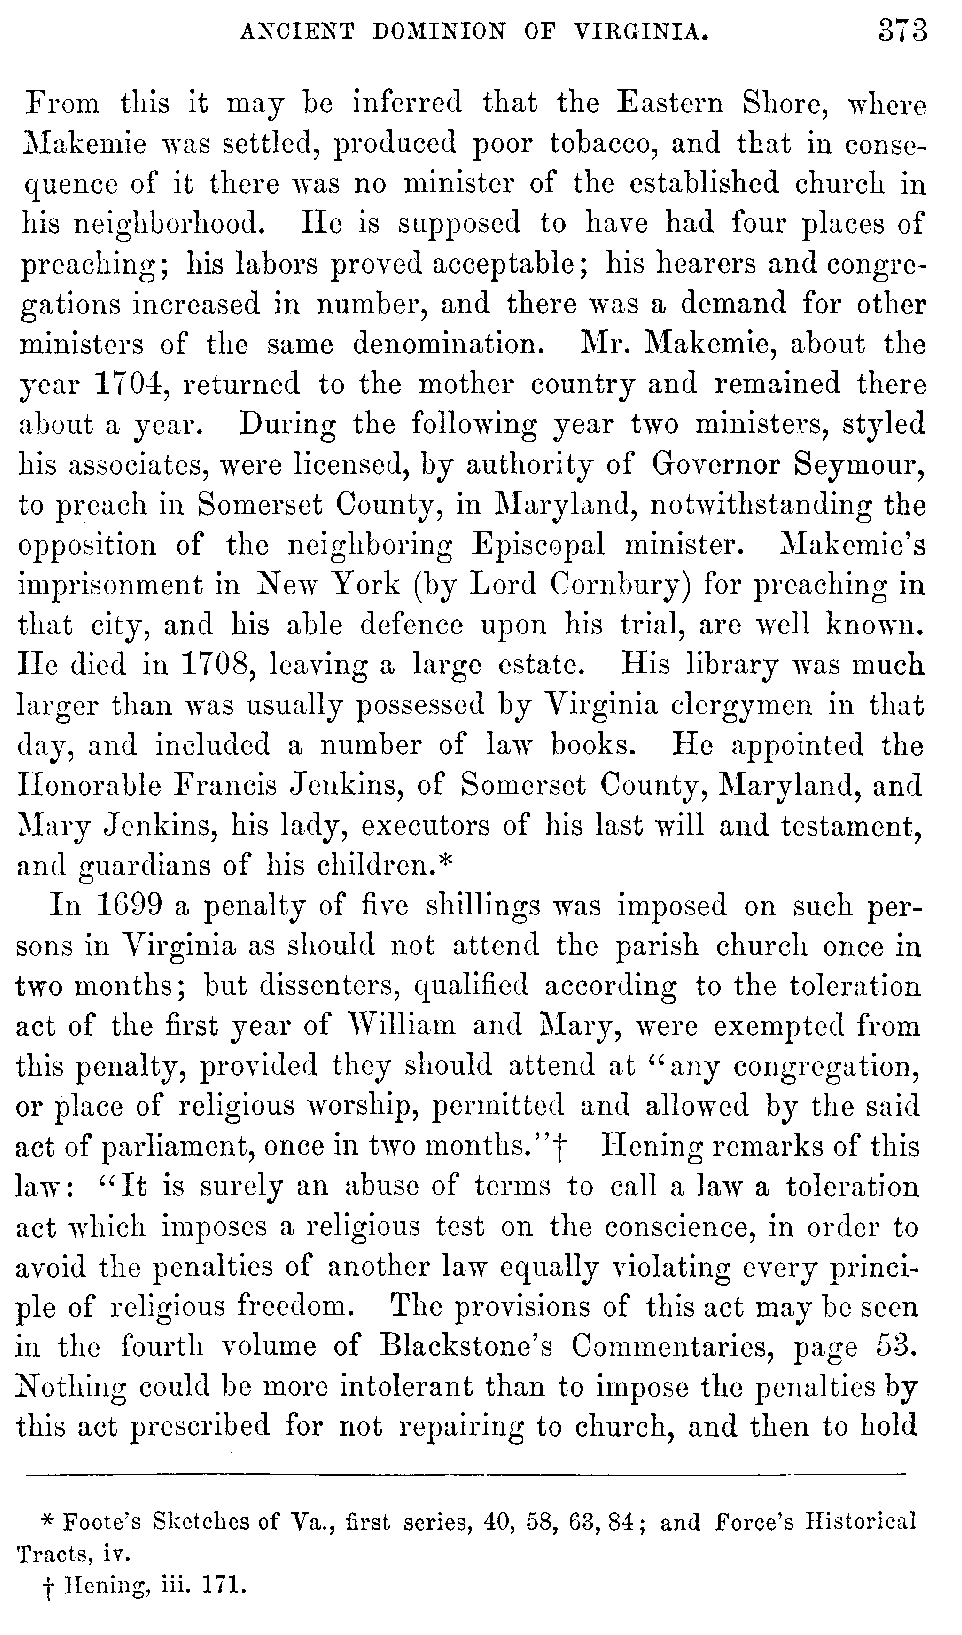 ANCIENT DOMINION OF VIRGINIA. 373
From this it may be inferred that the Eastern Shore, where
Makemie was settled, produced poor tobacco, and that in conse-
quence of it there was no minister of the established church in
his neighborhood. He is supposed to have had four places of
preaching; his labors proved acceptable; his hearers and congre-
gations increased in number, and there was a demand for other
ministers of the same denomination. Mr. Makemie, about the
year 1704, returned to the mother country and remained there
about a year. During the following year two ministers, styled
his associates, were licensed, by authority of Governor Seymour,
to preach in Somerset County, in Maryland, notwithstanding the
opposition of the neighboring Episcopal minister. Makemie's
imprisonment in New York (by Lord Cornbury) for preaching in
that city, and his able defence upon his trial, are well known.
He died in 1708, leaving a large estate. His library was much
larger than was usually possessed by Virginia clergymen in that
day, and included a number of law books. He appointed the
Honorable Francis Jenkins, of Somerset County, Maryland, and
Mary Jenkins, his lady, executors of his last will and testament,
and guardians of his children.*
In 1699 a penalty of five shillings was imposed on such per-
sons in Virginia as should not attend the parish church once in
two months; but dissenters, qualified according to the toleration
act of the first year of William and Mary, were exempted from
this penalty, provided they should attend at "any congregation,
or place of religious worship, permitted and allowed by the said
act of parliament, once in two months."† Hening remarks of this
law: "It is surely an abuse of terms to call a law a toleration
act which imposes a religious test on the conscience, in order to
avoid the penalties of another law equally violating every princi-
ple of religious freedom. The provisions of this act may be seen
in the fourth volume of Blackstone's Commentaries, page 53.
Nothing could be more intolerant than to impose the penalties by
this act prescribed for not repairing to church, and then to hold
* Foote's Sketches of Va., first series, 40, 58, 63, 84; and Force's Historical
Tracts, iv.
† Hening, iii. 171.